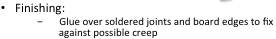 • Finishing:
– Glue over soldered joints and board edges to fix
against possible creep